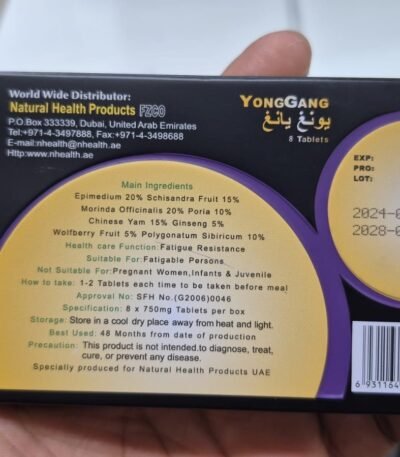 World Wide Distributor:
Natural Health Products FZCO
P.O.Box 333339, Dubai, United Arab Emirates
Tel:+971-4-3497888, Fax:+971-4-3498688
E-mail:nhealth@nhealth.ae
Http:www.nhealth.ae
YONGGANG
يونغ يانغ
8 Tablets
EXP:
PRO:
LOT:
2024-0
2028-0
Main Ingredients
Epimedium 20% Schisandra Fruit 15%
Morinda Officinalis 20% Poria 10%
Chinese Yam 15% Ginseng 5%
Wolfberry Fruit 5% Polygonatum Sibiricum 10%
Health care Function:Fatigue Resistance
Suitable For:Fatigable Persons
Not Suitable For:Pregnant Women,Infants & Juvenile
How to take: 1-2 Tablets each time to be taken before meal
Approval No: SFH No.(G2006)0046
Specification: 8 x 750mg Tablets per box
Storage: Store in a cool dry place away from heat and light.
Best Used: 48 Months from date of production
Precaution: This product is not intended.to diagnose, treat,
cure, or prevent any disease.
Specially produced for Natural Health Products UAE
6 931164